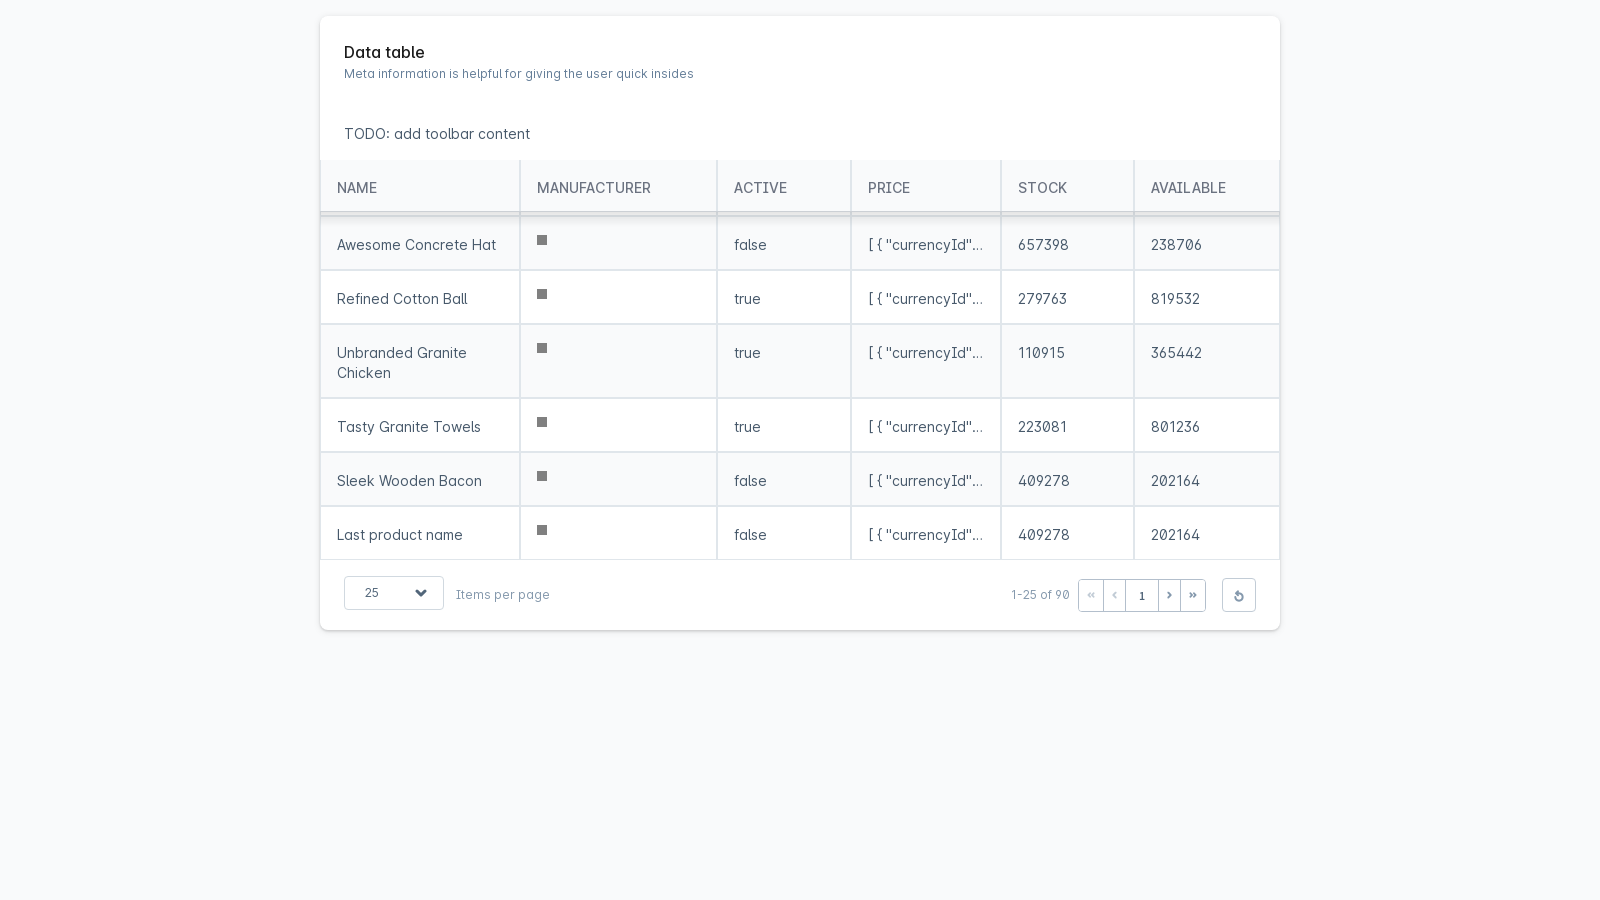 Data table
Meta information is helpful for giving the user quick insides
TODO: add toolbar content
NAME MANUFACTURER ACTIVE PRICE STOCK AVAILABLE
Awesome Concrete Hat false [ { "currencyId"... 657398 238706
Refined Cotton Ball true [ { "currencyId"... 279763 819532
Unbranded Granite true [ { "currencyId"... 110915 365442
Chicken
Tasty Granite Towels true [ { "currencyId"... 223081 801236
Sleek Wooden Bacon false [ { "currencyId"... 409278 202164
Last product name false [ { "currencyId"... 409278 202164
25 Items per page 1-25 of 90 « ‹ 1 › »